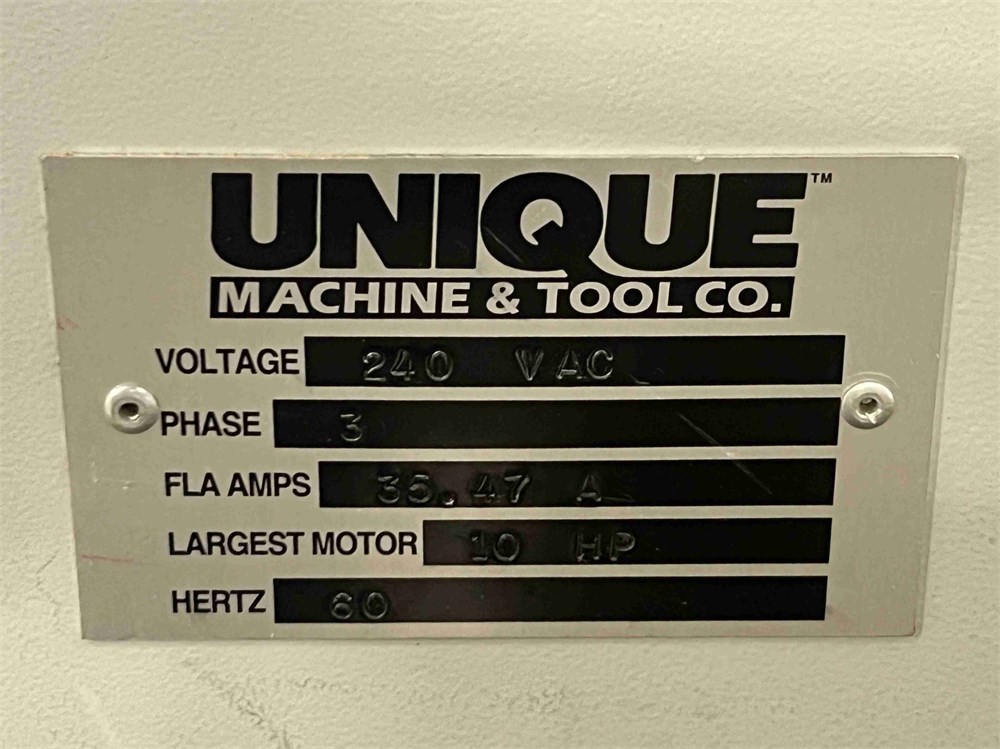 UNIQUE™
MACHINE & TOOL CO.
VOLTAGE 240 VAC
PHASE 3
FLA AMPS 35.47 A
LARGEST MOTOR 10 HP
HERTZ 60